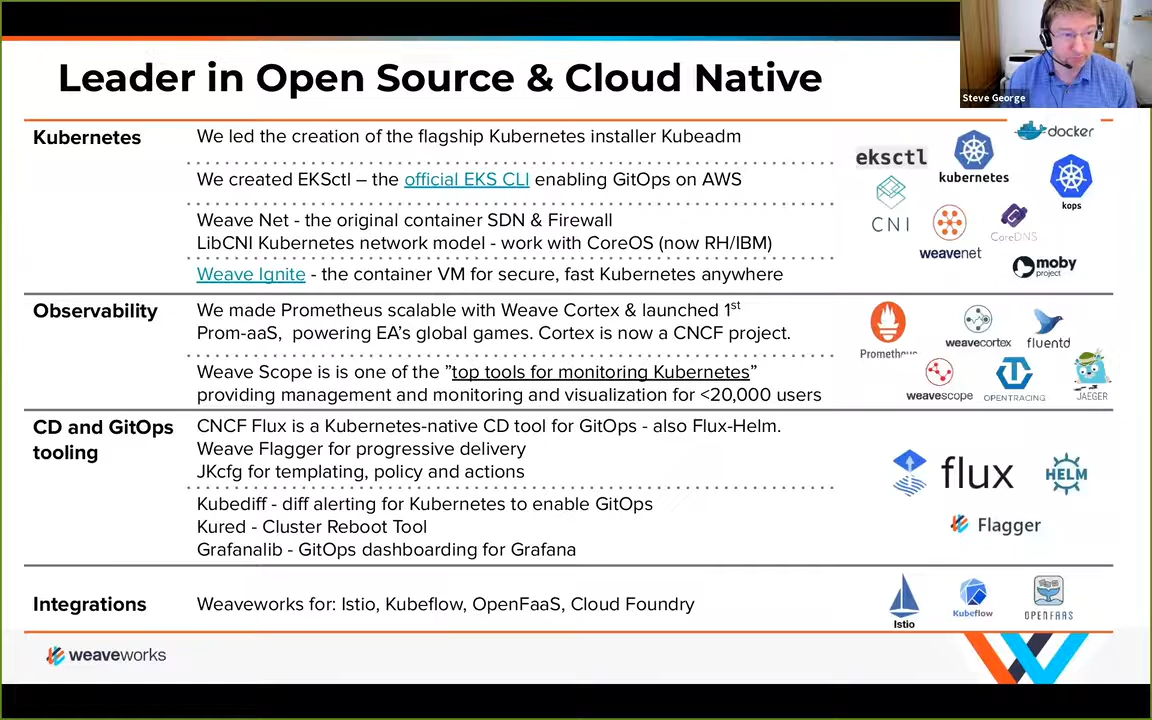 Leader in Open Source & Cloud Native
Steve George
Kubernetes
We led the creation of the flagship Kubernetes installer Kubeadm
We created EKSctl – the official EKS CLI enabling GitOps on AWS
Weave Net - the original container SDN & Firewall
LibCNI Kubernetes network model - work with CoreOS (now RH/IBM)
Weave Ignite - the container VM for secure, fast Kubernetes anywhere
docker
eksctl
kubernetes
kops
CNI
weavenet
CoreDNS
moby
project
Observability
We made Prometheus scalable with Weave Cortex & launched 1st
Prom-aaS, powering EA's global games. Cortex is now a CNCF project.
Weave Scope is is one of the "top tools for monitoring Kubernetes"
providing management and monitoring and visualization for <20,000 users
Prometheus
weavecortex
fluentd
weavescope
OPENTRACING
JAEGER
CD and GitOps
tooling
CNCF Flux is a Kubernetes-native CD tool for GitOps - also Flux-Helm.
Weave Flagger for progressive delivery
JKcfg for templating, policy and actions
Kubediff - diff alerting for Kubernetes to enable GitOps
Kured - Cluster Reboot Tool
Grafanalib - GitOps dashboarding for Grafana
flux
HELM
Flagger
Integrations
Weaveworks for: Istio, Kubeflow, OpenFaaS, Cloud Foundry
Istio
Kubeflow
OPENFAAS
weaveworks